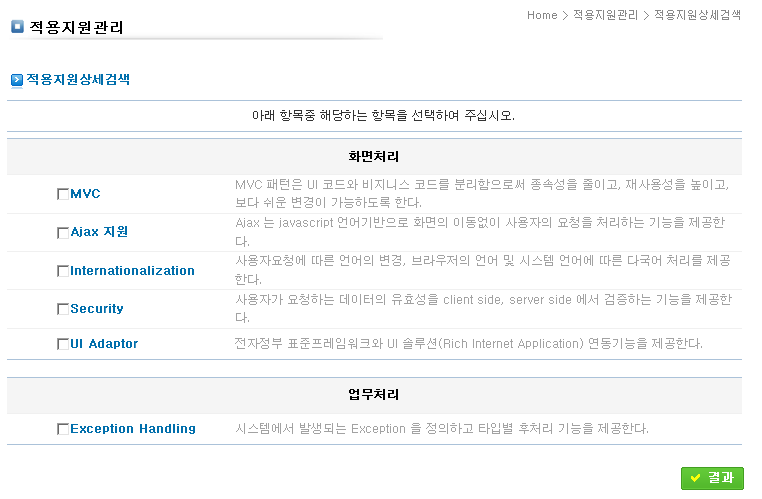 Home > 적용지원관리 > 적용지원상세검색
적용지원관리
적용지원상세검색
아래 항목중 해당하는 항목을 선택하여 주십시오.
화면처리
MVC
MVC 패턴은 UI 코드와 비지니스 코드를 분리함으로써 종속성을 줄이고, 재사용성을 높이고,
보다 쉬운 변경이 가능하도록 한다.
Ajax 지원
Ajax 는 javascript 언어기반으로 화면의 이동없이 사용자의 요청을 처리하는 기능을 제공한
다.
Internationalization
사용자요청에 따른 언어의 변경, 브라우저의 언어 및 시스템 언어에 따른 다국어 처리를 제공
한다.
Security
사용자가 요청하는 데이터의 유효성을 client side, server side 에서 검증하는 기능을 제공한
다.
UI Adaptor
전자정부 표준프레임워크와 UI 솔루션(Rich Internet Application) 연동기능을 제공한다.
업무처리
Exception Handling
시스템에서 발생되는 Exception 을 정의하고 타입별 후처리 기능을 제공한다.
결과